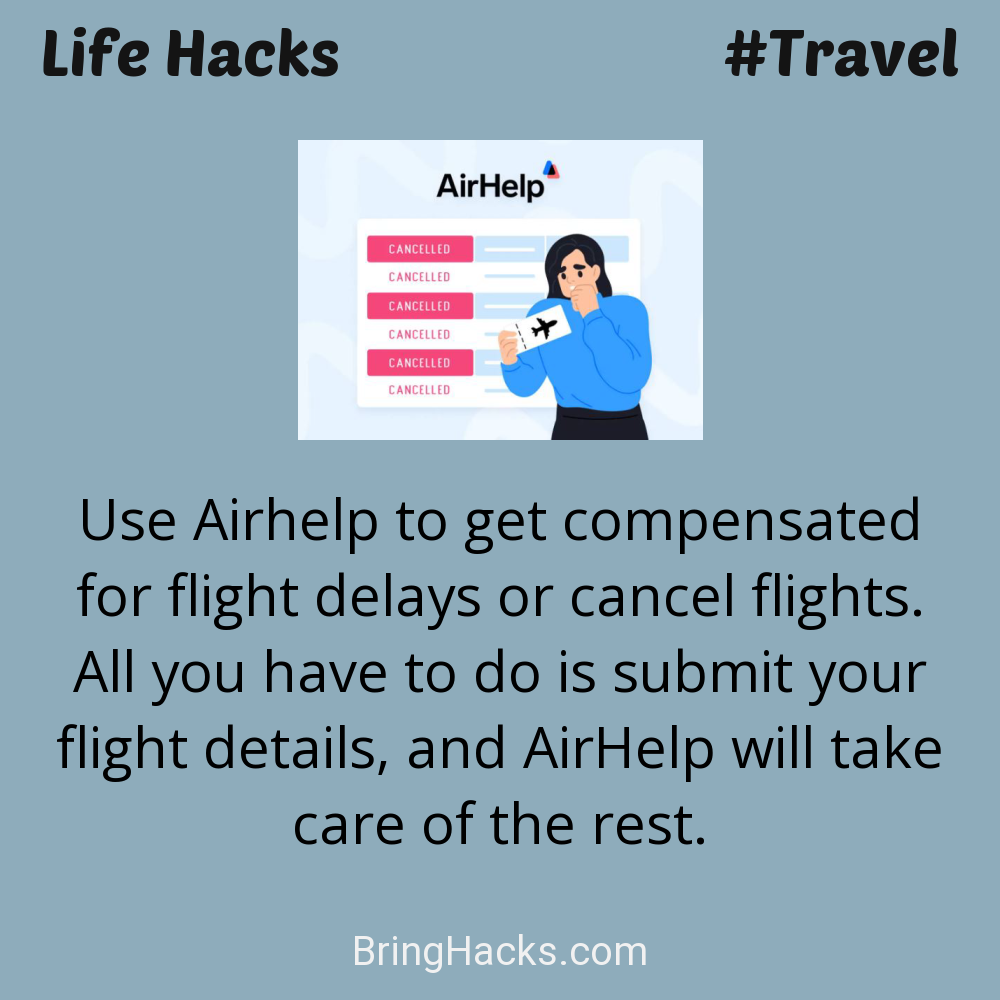 Life Hacks #Travel
AirHelp
CANCELLED
CANCELLED
CANCELLED
CANCELLED
CANCELLED
CANCELLED
Use Airhelp to get compensated
for flight delays or cancel flights.
All you have to do is submit your
flight details, and AirHelp will take
care of the rest.
BringHacks.com